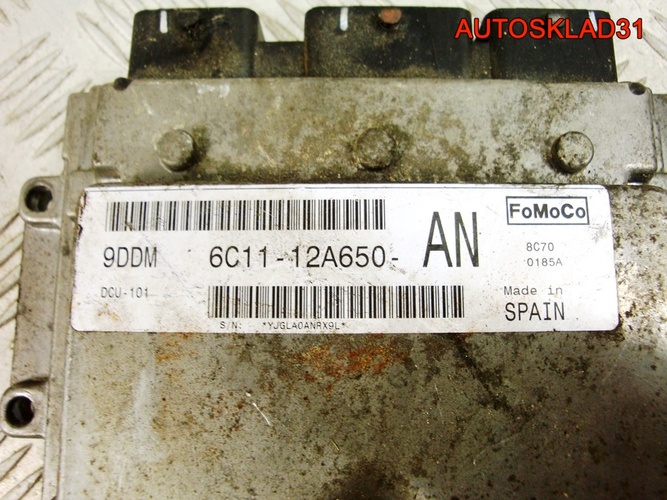 AUTOSKLAD31
FoMoCo
9DDM 6C11-12A650- AN
8C70
0185A
DCU-101
Made in
SPAIN
S/N: *YJGLA0ANRX9L*